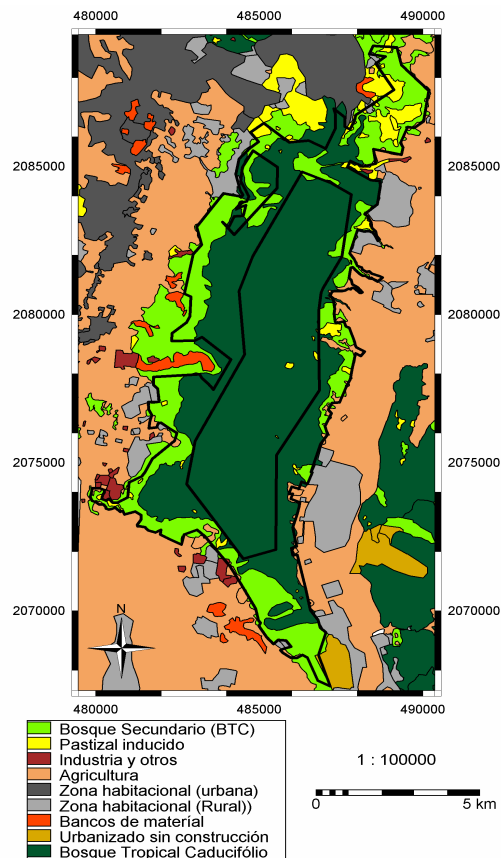 480000 485000 490000
2085000 2085000
2080000 2080000
2075000 2075000
2070000 2070000
N
480000 485000 490000
Bosque Secundario (BTC)
Pastizal inducido
Industria y otros
Agricultura
Zona habitacional (urbana)
Zona habitacional (Rural))
Bancos de material
Urbanizado sin construcción
Bosque Tropical Caducifólio
1 : 100000
0 5 km